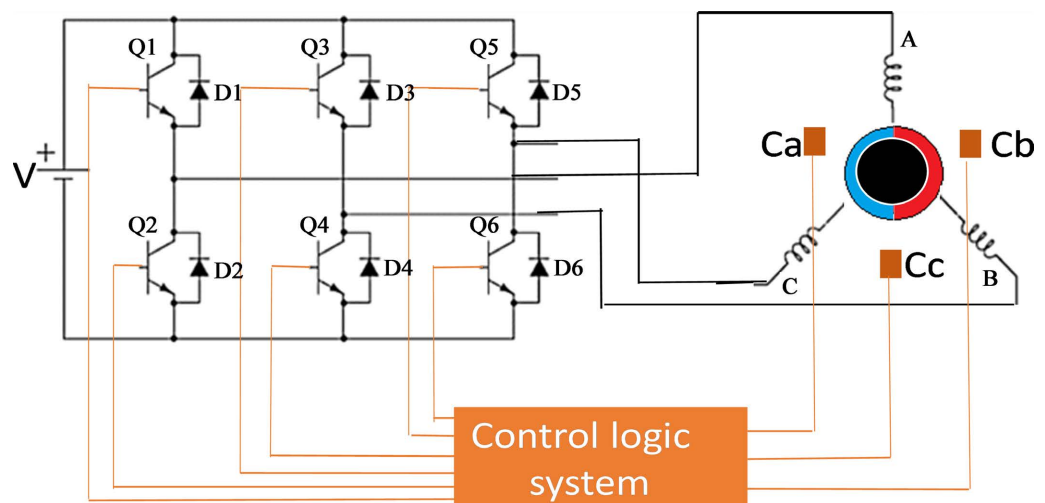 Q1
Q3
Q5
A
D1
D3
D5
Ca
Cb
V
+
Q2
Q4
Q6
D2
D4
D6
C
Cc
B
Control logic
system